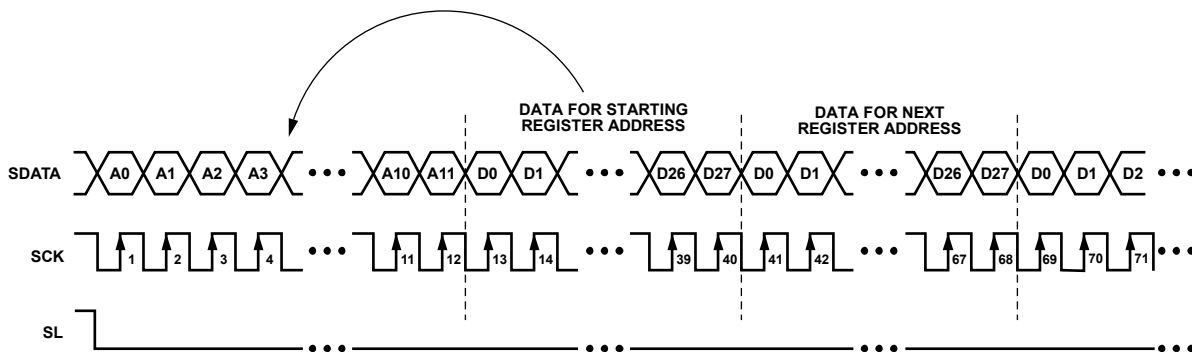 DATA FOR STARTING
REGISTER ADDRESS
DATA FOR NEXT
REGISTER ADDRESS
SDATA A0 A1 A2 A3 ••• A10 A11 D0 D1 ••• D26 D27 D0 D1 ••• D26 D27 D0 D1 D2 •••
SCK 1 2 3 4 ••• 11 12 13 14 ••• 39 40 41 42 ••• 67 68 69 70 71 •••
SL ••• ••• ••• •••